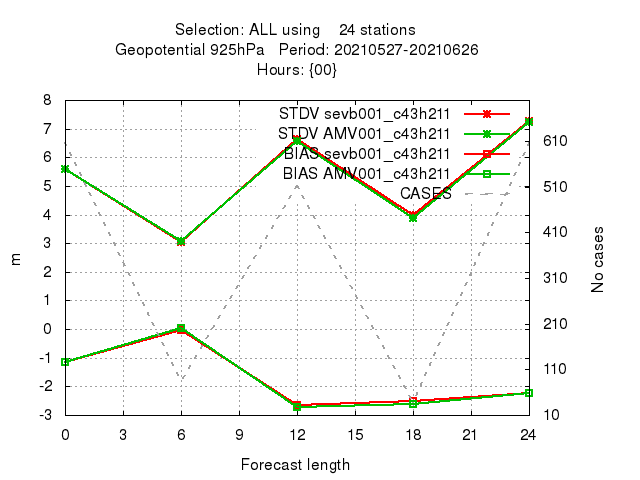 Selection: ALL using    24 stations
Geopotential 925hPa   Period: 20210527-20210626
Hours: {00}
STDV sevb001_c43h211
STDV AMV001_c43h211
BIAS sevb001_c43h211
BIAS AMV001_c43h211
CASES
8
7
6
5
4
3
2
1
0
-1
-2
-3
m
610
510
410
310
210
110
10
No cases
0 3 6 9 12 15 18 21 24
Forecast length